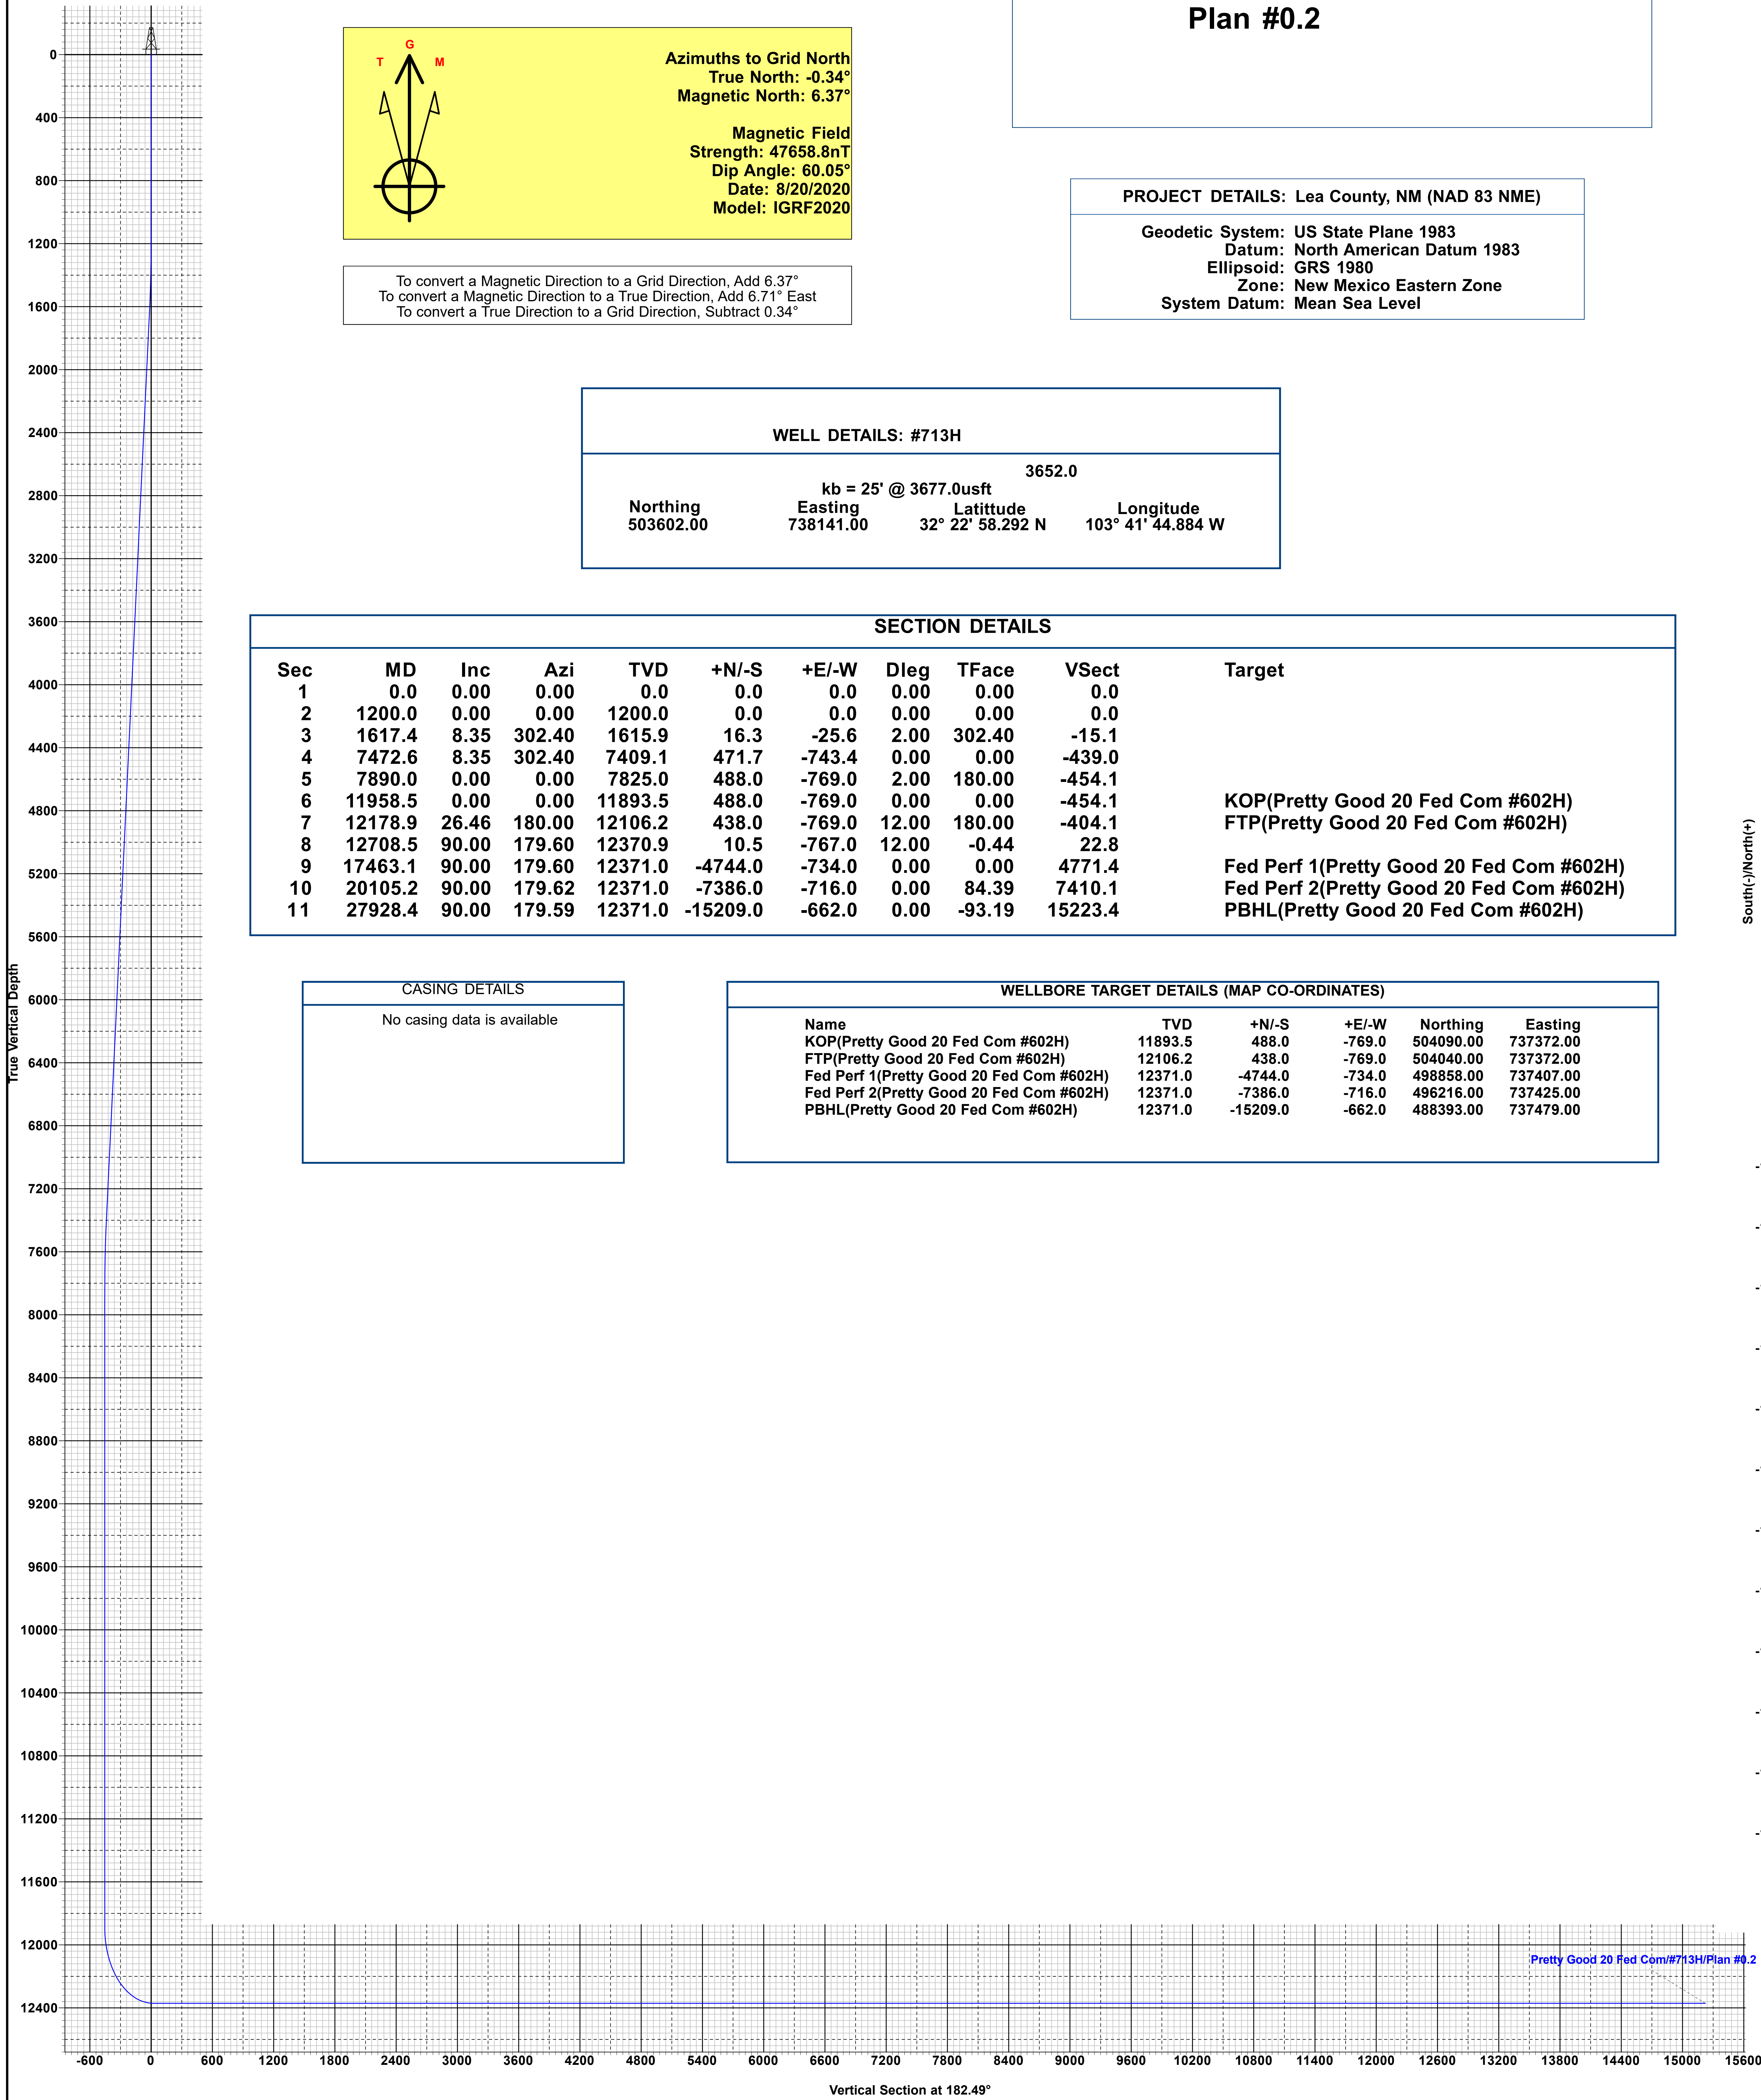 Plan #0.2
G
T M
Azimuths to Grid North
True North: -0.34°
Magnetic North: 6.37°
Magnetic Field
Strength: 47658.8nT
Dip Angle: 60.05°
Date: 8/20/2020
Model: IGRF2020
To convert a Magnetic Direction to a Grid Direction, Add 6.37°
To convert a Magnetic Direction to a True Direction, Add 6.71° East
To convert a True Direction to a Grid Direction, Subtract 0.34°
PROJECT DETAILS: Lea County, NM (NAD 83 NME)
Geodetic System: US State Plane 1983
Datum: North American Datum 1983
Ellipsoid: GRS 1980
Zone: New Mexico Eastern Zone
System Datum: Mean Sea Level
WELL DETAILS: #713H
3652.0
kb = 25' @ 3677.0usft
Northing Easting Latittude Longitude
503602.00 738141.00 32° 22' 58.292 N 103° 41' 44.884 W
SECTION DETAILS
Sec MD Inc Azi TVD +N/-S +E/-W Dleg TFace VSect Target
1 0.0 0.00 0.00 0.0 0.0 0.0 0.00 0.00 0.0
2 1200.0 0.00 0.00 1200.0 0.0 0.0 0.00 0.00 0.0
3 1617.4 8.35 302.40 1615.9 16.3 -25.6 2.00 302.40 -15.1
4 7472.6 8.35 302.40 7409.1 471.7 -743.4 0.00 0.00 -439.0
5 7890.0 0.00 0.00 7825.0 488.0 -769.0 2.00 180.00 -454.1
6 11958.5 0.00 0.00 11893.5 488.0 -769.0 0.00 0.00 -454.1 KOP(Pretty Good 20 Fed Com #602H)
7 12178.9 26.46 180.00 12106.2 438.0 -769.0 12.00 180.00 -404.1 FTP(Pretty Good 20 Fed Com #602H)
8 12708.5 90.00 179.60 12370.9 10.5 -767.0 12.00 -0.44 22.8
9 17463.1 90.00 179.60 12371.0 -4744.0 -734.0 0.00 0.00 4771.4 Fed Perf 1(Pretty Good 20 Fed Com #602H)
10 20105.2 90.00 179.62 12371.0 -7386.0 -716.0 0.00 84.39 7410.1 Fed Perf 2(Pretty Good 20 Fed Com #602H)
11 27928.4 90.00 179.59 12371.0 -15209.0 -662.0 0.00 -93.19 15223.4 PBHL(Pretty Good 20 Fed Com #602H)
CASING DETAILS
No casing data is available
WELLBORE TARGET DETAILS (MAP CO-ORDINATES)
Name TVD +N/-S +E/-W Northing Easting
KOP(Pretty Good 20 Fed Com #602H) 11893.5 488.0 -769.0 504090.00 737372.00
FTP(Pretty Good 20 Fed Com #602H) 12106.2 438.0 -769.0 504040.00 737372.00
Fed Perf 1(Pretty Good 20 Fed Com #602H) 12371.0 -4744.0 -734.0 498858.00 737407.00
Fed Perf 2(Pretty Good 20 Fed Com #602H) 12371.0 -7386.0 -716.0 496216.00 737425.00
PBHL(Pretty Good 20 Fed Com #602H) 12371.0 -15209.0 -662.0 488393.00 737479.00
South(-)/North(+)
True Vertical Depth
0
400
800
1200
1600
2000
2400
2800
3200
3600
4000
4400
4800
5200
5600
6000
6400
6800
7200
7600
8000
8400
8800
9200
9600
10000
10400
10800
11200
11600
12000
12400
Pretty Good 20 Fed Com/#713H/Plan #0.2
-600 0 600 1200 1800 2400 3000 3600 4200 4800 5400 6000 6600 7200 7800 8400 9000 9600 10200 10800 11400 12000 12600 13200 13800 14400 15000 15600
Vertical Section at 182.49°